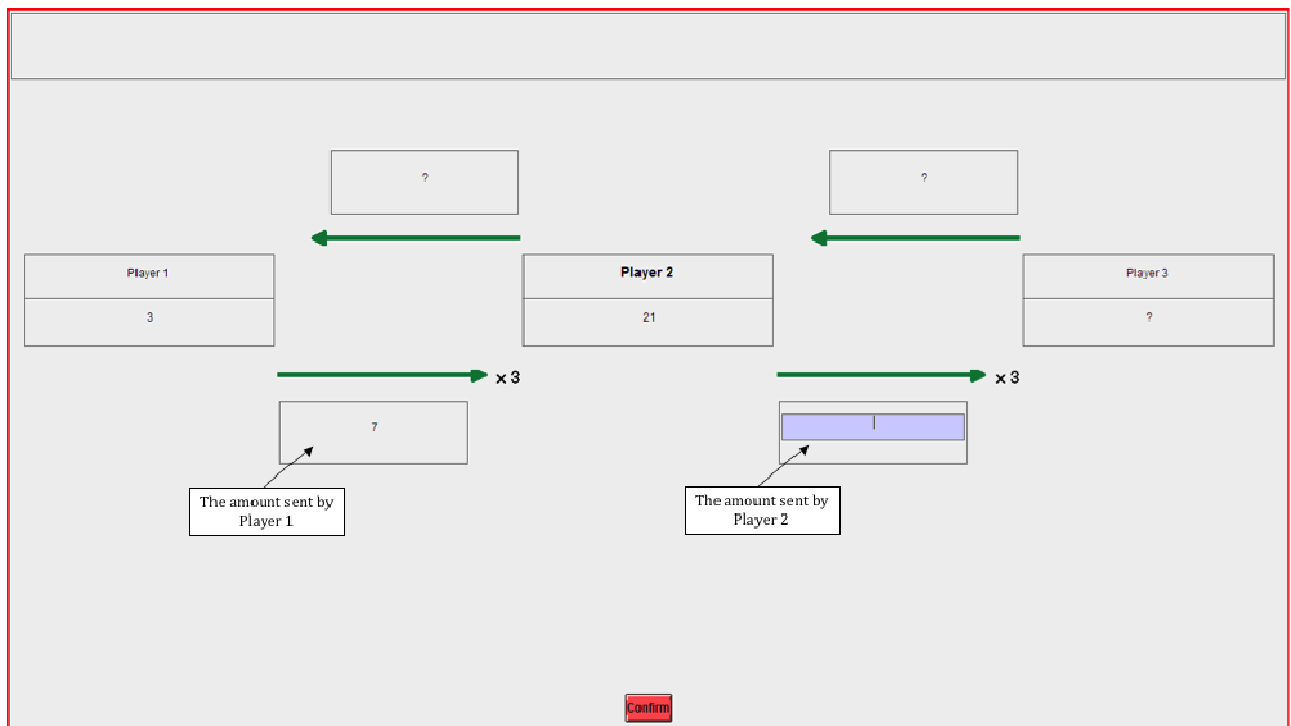 ?
?
Player 1
Player 2
Player 3
3
21
?
x 3
x 3
7
The amount sent by
Player 1
The amount sent by
Player 2
Confirm